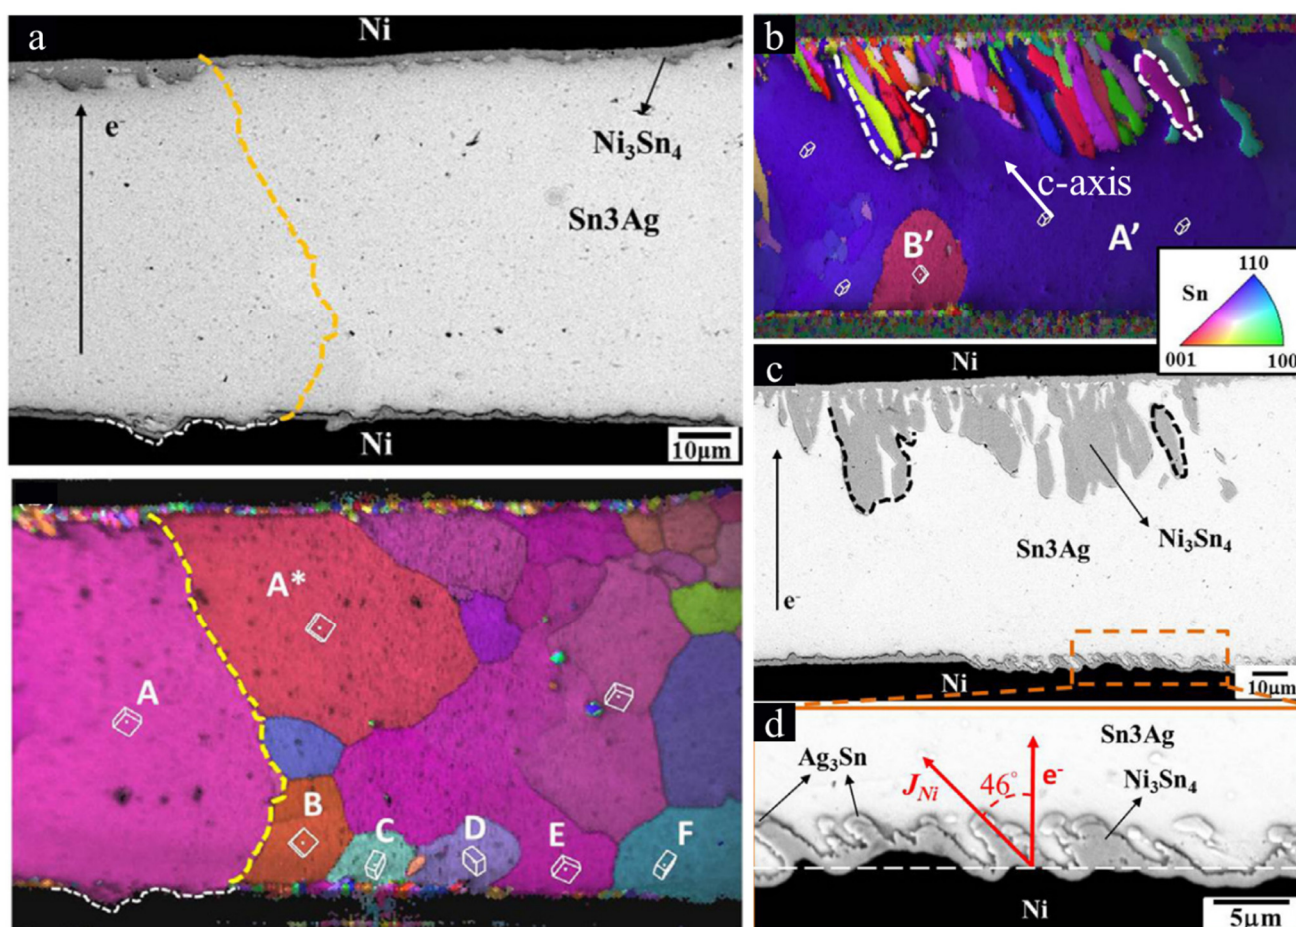 a
Ni
e-
Ni₃Sn₄
Sn3Ag
Ni
10μm
A
A*
B
C
D
E
F
b
c-axis
B’
A’
110
Sn
001
100
c
Ni
Sn3Ag
Ni₃Sn₄
e-
Ni
10μm
d
Sn3Ag
Ag₃Sn
J_Ni
46°
e-
Ni₃Sn₄
Ni
5μm